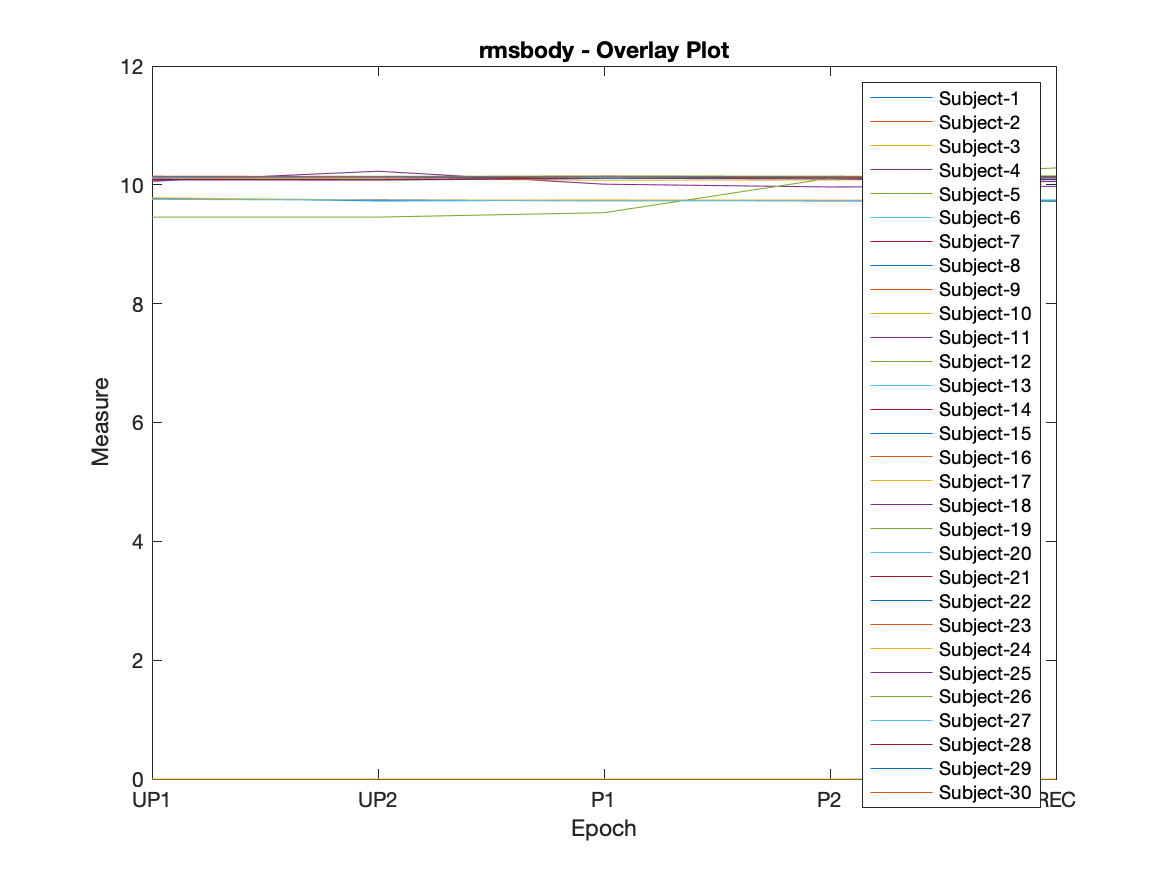 rmsbody - Overlay Plot
12
10
8
6
4
2
0
Measure
UP1
UP2
P1
P2
REC
Epoch
Subject-1
Subject-2
Subject-3
Subject-4
Subject-5
Subject-6
Subject-7
Subject-8
Subject-9
Subject-10
Subject-11
Subject-12
Subject-13
Subject-14
Subject-15
Subject-16
Subject-17
Subject-18
Subject-19
Subject-20
Subject-21
Subject-22
Subject-23
Subject-24
Subject-25
Subject-26
Subject-27
Subject-28
Subject-29
Subject-30